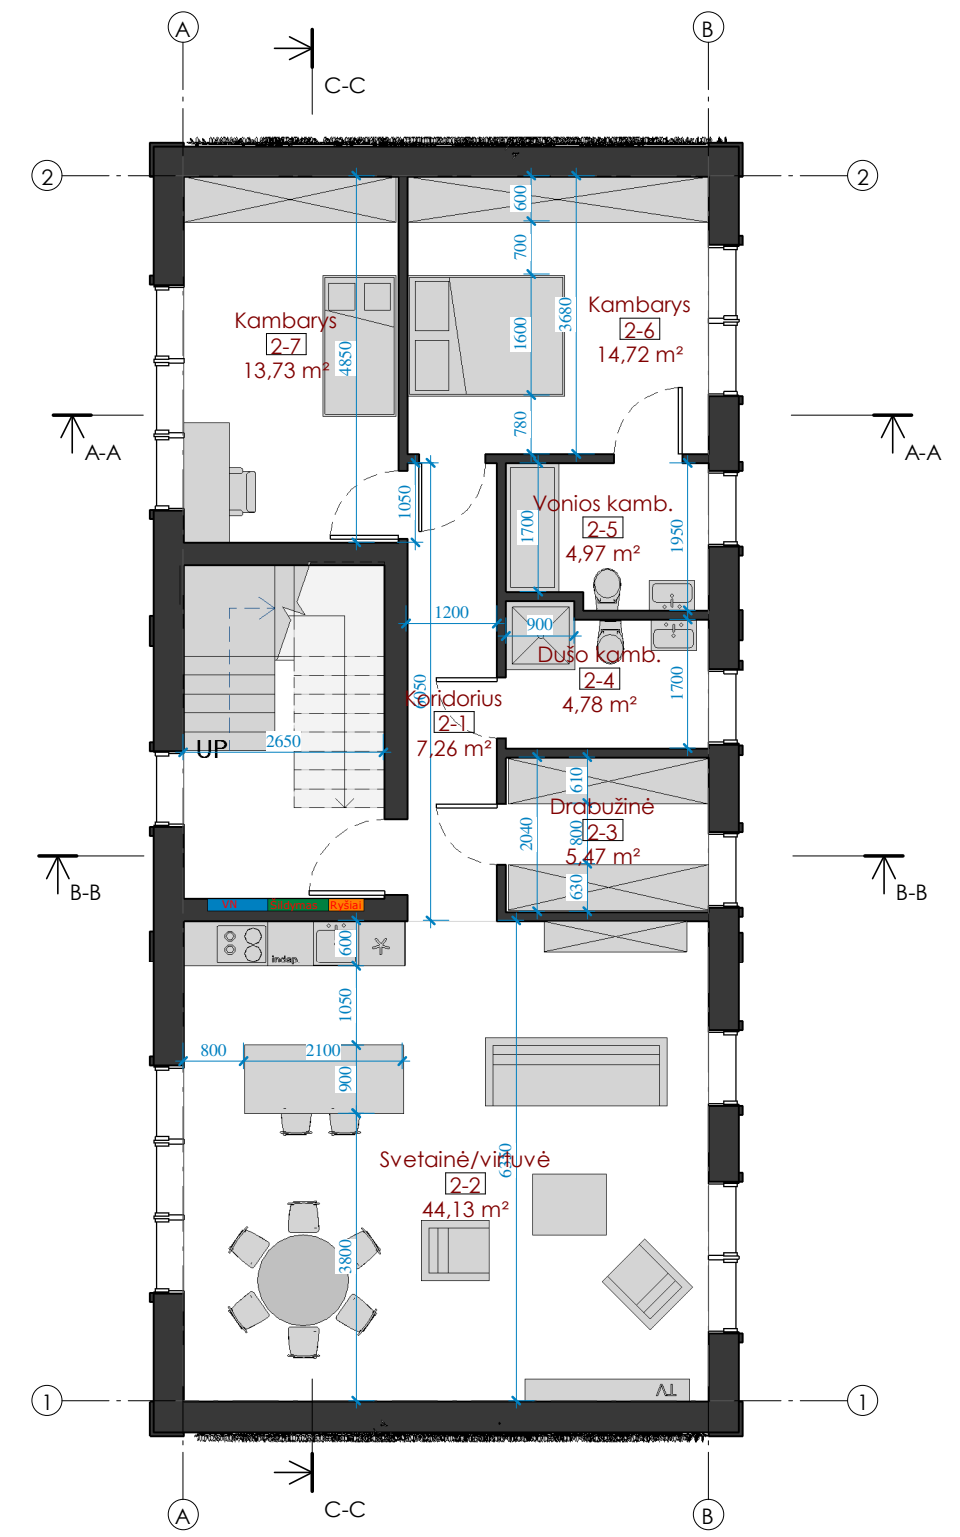 A
B
C-C
2
2
600
700
3680
Kambarys
2-6
14,72 m²
Kambarys
2-7
13,73 m²
4850
1600
780
A-A
A-A
1050
1700
Vonios kamb.
2-5
4,97 m²
1950
1200
900
Dušo kamb.
2-4
4,78 m²
1700
6050
Koridorius
2-1
7,26 m²
UP
2650
610
Drabužinė
2-3
5,47 m²
2040
800
630
B-B
B-B
VN
Ryšiai
600
indap.
1050
800
2100
900
Svetainė/virtuvė
2-2
44,13 m²
3800
TV
1
1
C-C
A
B